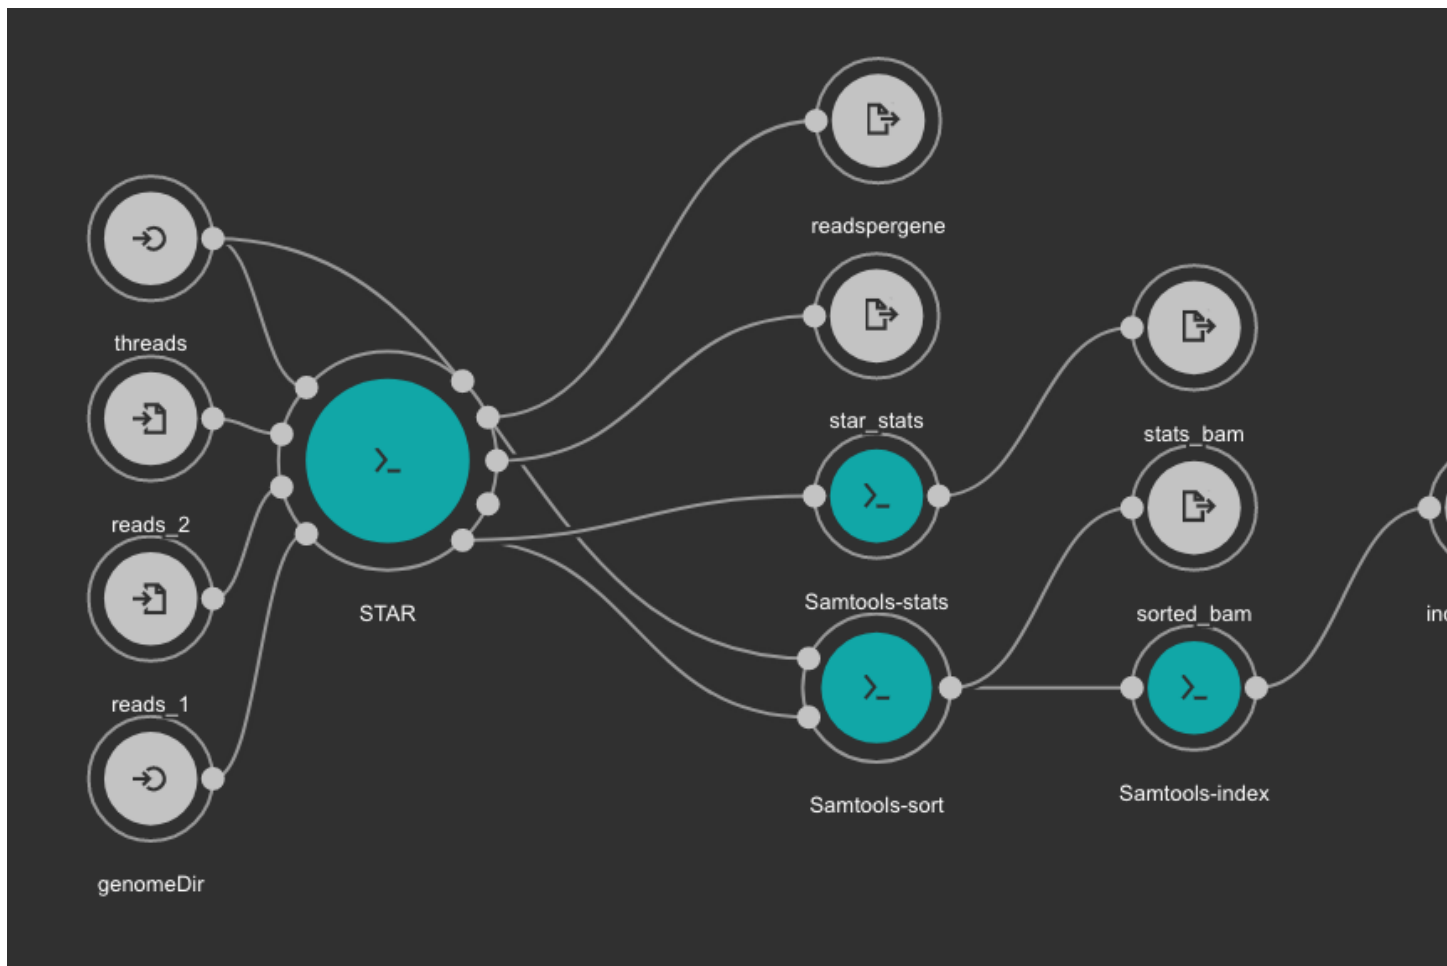 readspergene
threads
star_stats
stats_bam
reads_2
Samtools-stats
STAR
sorted_bam
reads_1
Samtools-index
Samtools-sort
genomeDir